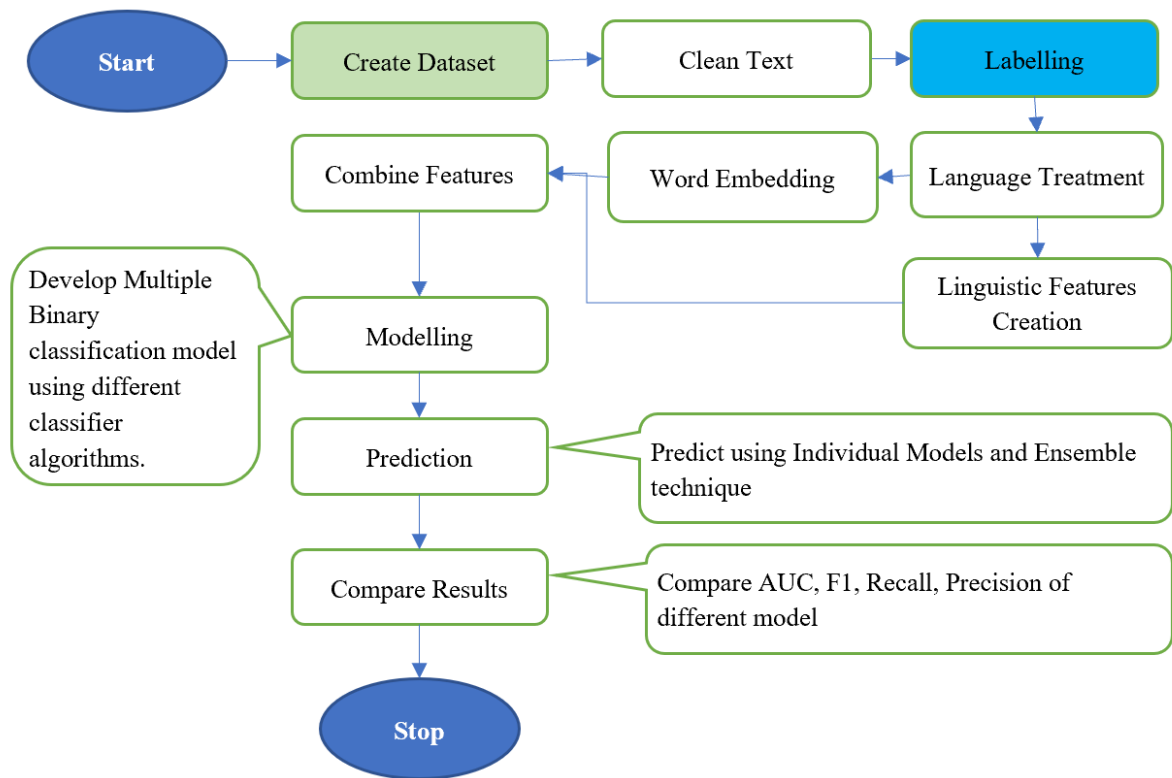 Start
Create Dataset
Clean Text
Labelling
Combine Features
Word Embedding
Language Treatment
Linguistic Features
Creation
Develop Multiple
Binary
classification model
using different
classifier
algorithms.
Modelling
Prediction
Predict using Individual Models and Ensemble
technique
Compare Results
Compare AUC, F1, Recall, Precision of
different model
Stop